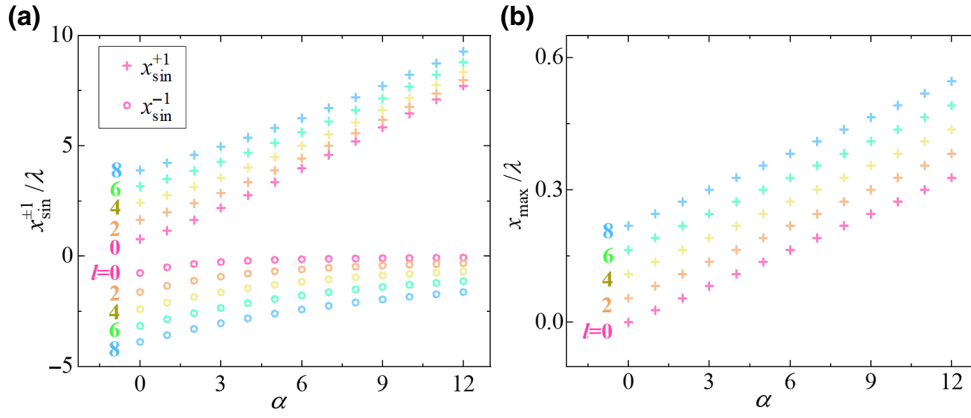 (a)
10
5
0
−5
x_sin^{±1}/λ
x_sin^{+1}
x_sin^{−1}
8
6
4
2
0
l=0
2
4
6
8
0 3 6 9 12
α
(b)
0.6
0.3
0.0
x_max/λ
8
6
4
2
l=0
0 3 6 9 12
α